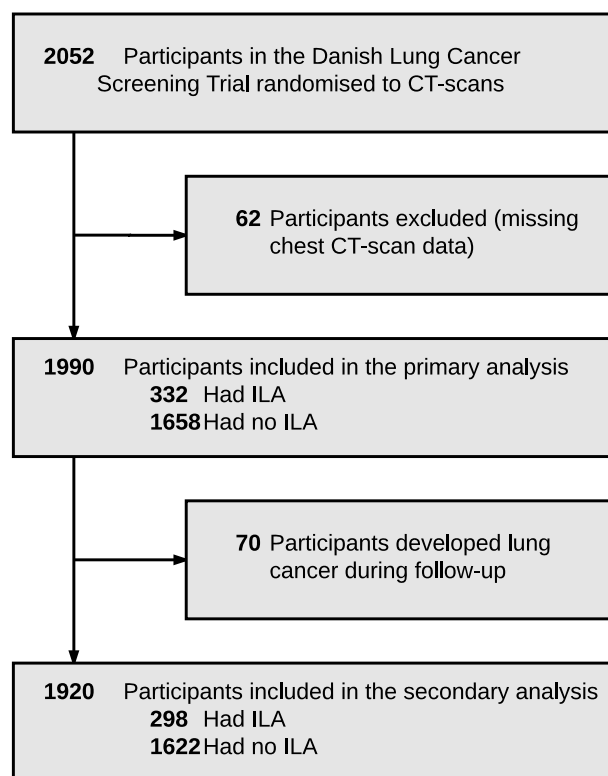 2052 Participants in the Danish Lung Cancer
Screening Trial randomised to CT-scans
62 Participants excluded (missing
chest CT-scan data)
1990 Participants included in the primary analysis
332 Had ILA
1658 Had no ILA
70 Participants developed lung
cancer during follow-up
1920 Participants included in the secondary analysis
298 Had ILA
1622 Had no ILA